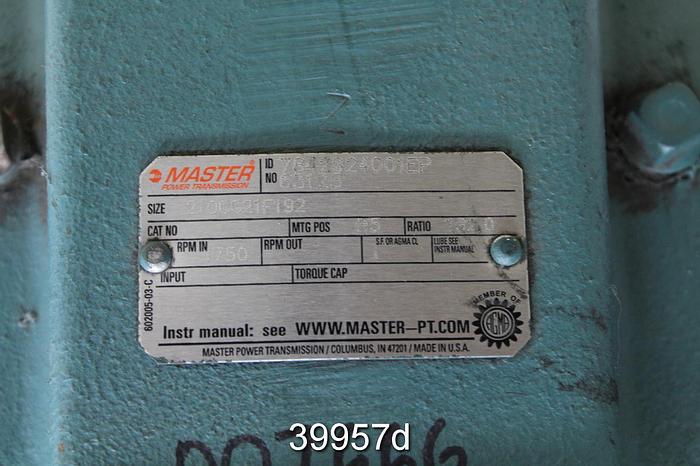 MASTER
POWER TRANSMISSION
ID
NO
SIZE
CAT NO MTG POS RATIO
RPM IN 1750 RPM OUT S.F. OR AGMA CL LUBE SEE
INSTR MANUAL
INPUT TORQUE CAP
MEMBER OF
AGMA
602005-03-C
Instr manual: see WWW.MASTER-PT.COM
MASTER POWER TRANSMISSION / COLUMBUS, IN 47201 / MADE IN U.S.A.
39957d